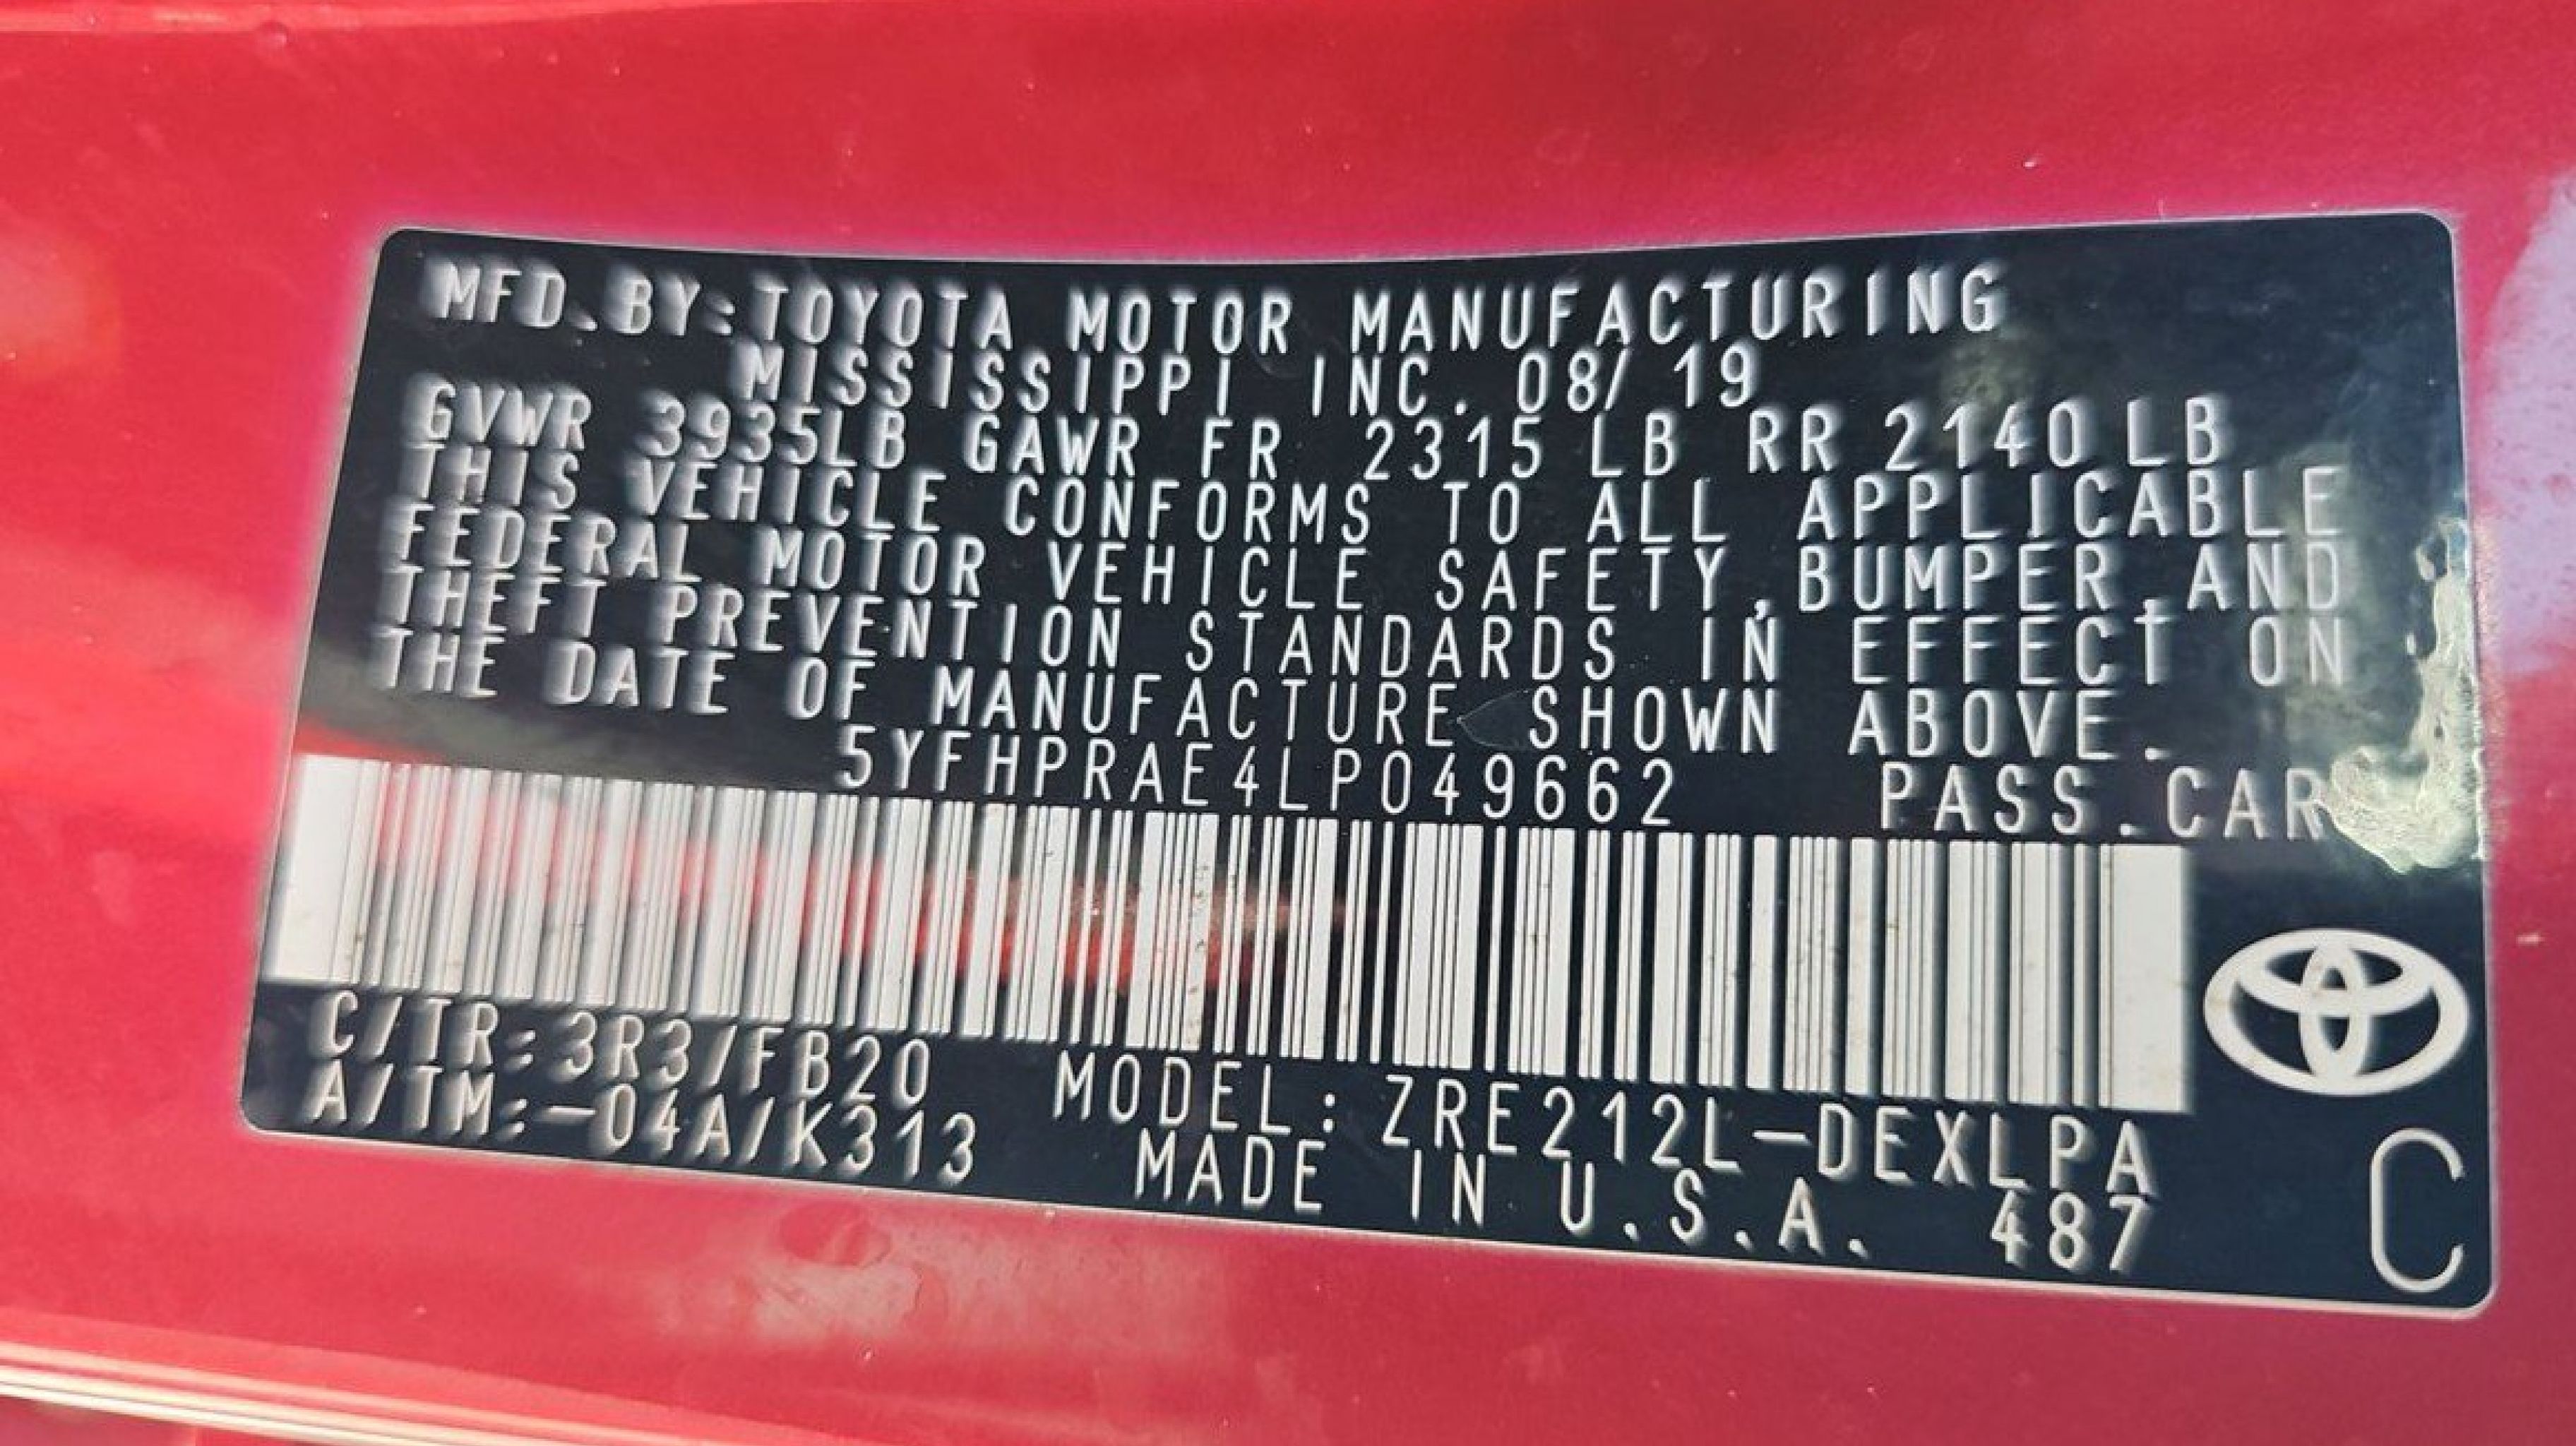 MFD. BY: TOYOTA MOTOR MANUFACTURING
MISSISSIPPI INC. 08/19
GVWR 3935LB GAWR FR 2315 LB RR 2140 LB
THIS VEHICLE CONFORMS TO ALL APPLICABLE
FEDERAL MOTOR VEHICLE SAFETY, BUMPER, AND
THEFT PREVENTION STANDARDS IN EFFECT ON
THE DATE OF MANUFACTURE SHOWN ABOVE.
5YFHPRAE4LP049662 PASS. CAR
C/TR: 3R3/FB20 MODEL: ZRE212L-DEXLPA
A/TM: -04A/K313 MADE IN U.S.A. 487
C